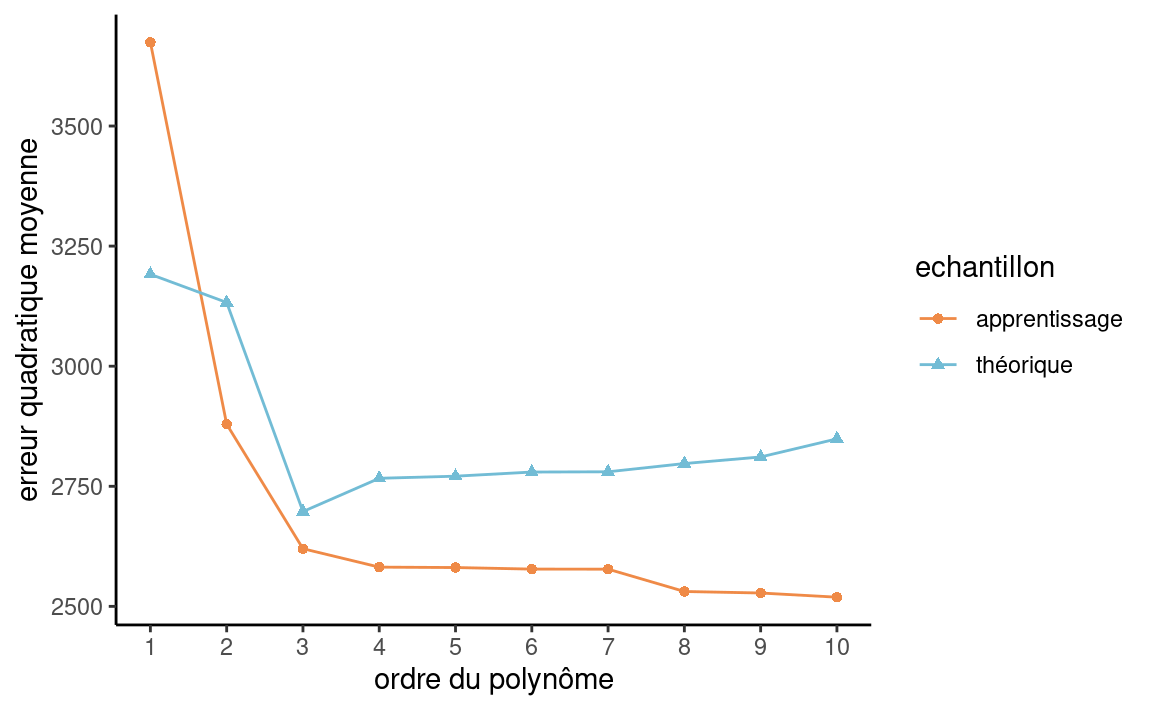 erreur quadratique moyenne
3500
3250
3000
2750
2500
1 2 3 4 5 6 7 8 9 10
ordre du polynôme
echantillon
apprentissage
théorique